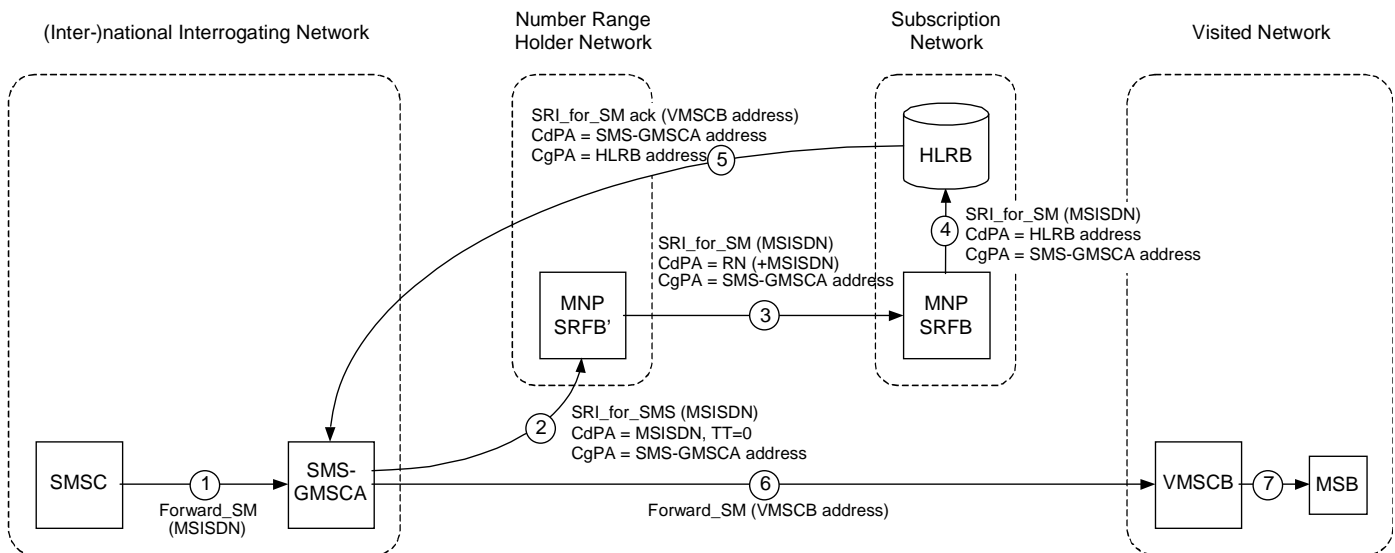 (Inter-)national Interrogating Network
Number Range
Holder Network
Subscription
Network
Visited Network
SRI_for_SM ack (VMSCB address)
CdPA = SMS-GMSCA address
CgPA = HLRB address
5
HLRB
SRI_for_SM (MSISDN)
CdPA = HLRB address
CgPA = SMS-GMSCA address
4
SRI_for_SM (MSISDN)
CdPA = RN (+MSISDN)
CgPA = SMS-GMSCA address
MNP
SRFB’
3
MNP
SRFB
2
SRI_for_SMS (MSISDN)
CdPA = MSISDN, TT=0
CgPA = SMS-GMSCA address
SMSC
1
Forward_SM
(MSISDN)
SMS-
GMSCA
6
Forward_SM (VMSCB address)
VMSCB
7
MSB